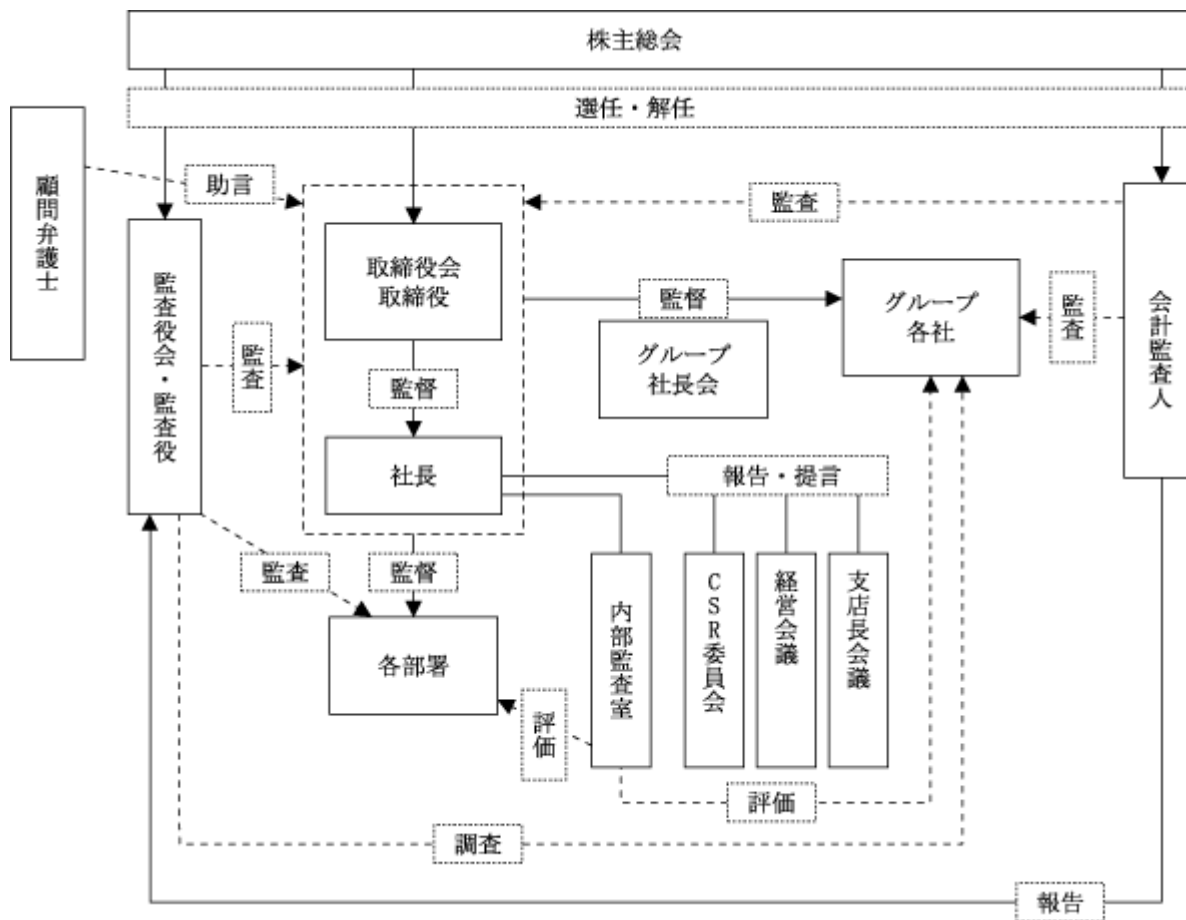 株主総会
選任・解任
顧問弁護士
助言
監査
取締役会
取締役
監督
グループ
各社
監査
会計監査人
監査役会・監査役
監査
グループ
社長会
監督
社長
報告・提言
監査
監督
各部署
内部監査室
CSR委員会
経営会議
支店長会議
評価
評価
調査
報告